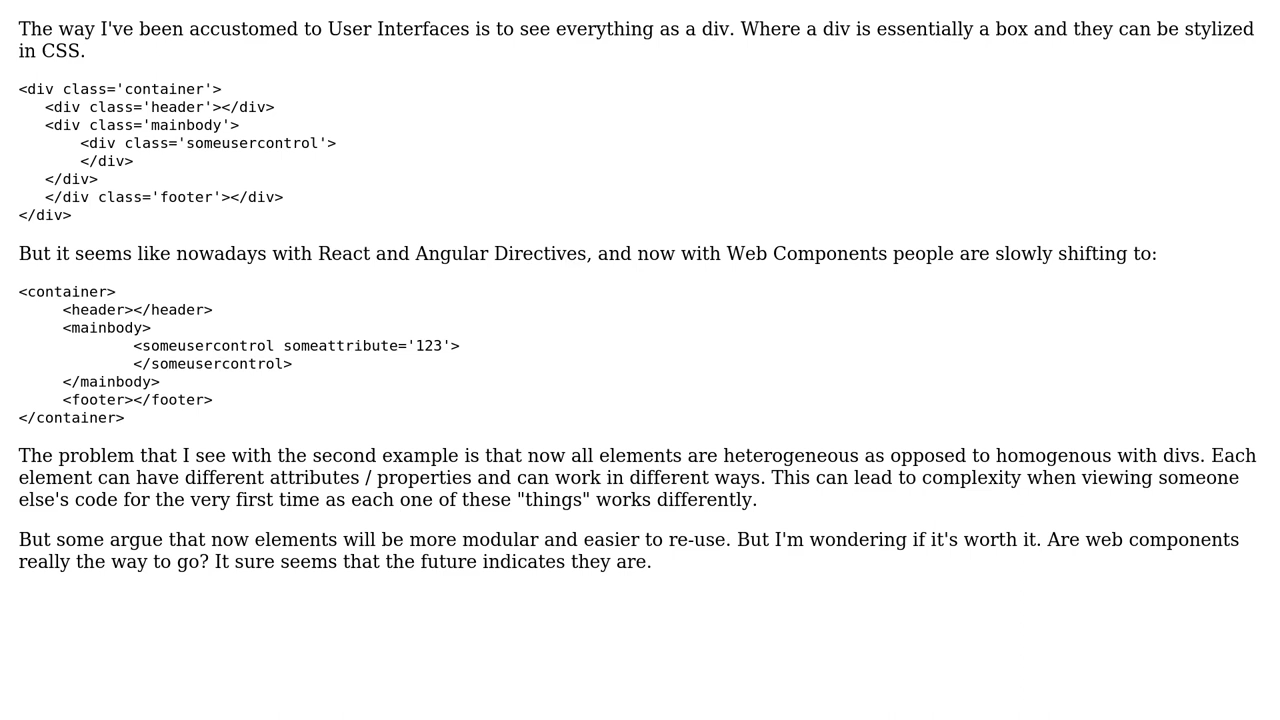 The way I've been accustomed to User Interfaces is to see everything as a div. Where a div is essentially a box and they can be stylized
in CSS.
<div class='container'>
   <div class='header'></div>
   <div class='mainbody'>
       <div class='someusercontrol'>
       </div>
   </div>
   </div class='footer'></div>
</div>
But it seems like nowadays with React and Angular Directives, and now with Web Components people are slowly shifting to:
<container>
     <header></header>
     <mainbody>
             <someusercontrol someattribute='123'>
             </someusercontrol>
     </mainbody>
     <footer></footer>
</container>
The problem that I see with the second example is that now all elements are heterogeneous as opposed to homogenous with divs. Each
element can have different attributes / properties and can work in different ways. This can lead to complexity when viewing someone
else's code for the very first time as each one of these "things" works differently.
But some argue that now elements will be more modular and easier to re-use. But I'm wondering if it's worth it. Are web components
really the way to go? It sure seems that the future indicates they are.